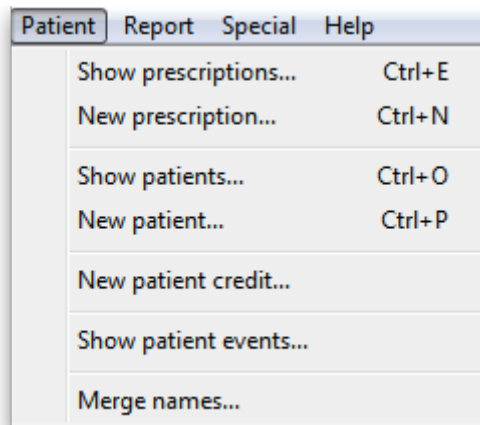 Patient Report Special Help
Show prescriptions... Ctrl+E
New prescription... Ctrl+N
Show patients... Ctrl+O
New patient... Ctrl+P
New patient credit...
Show patient events...
Merge names...